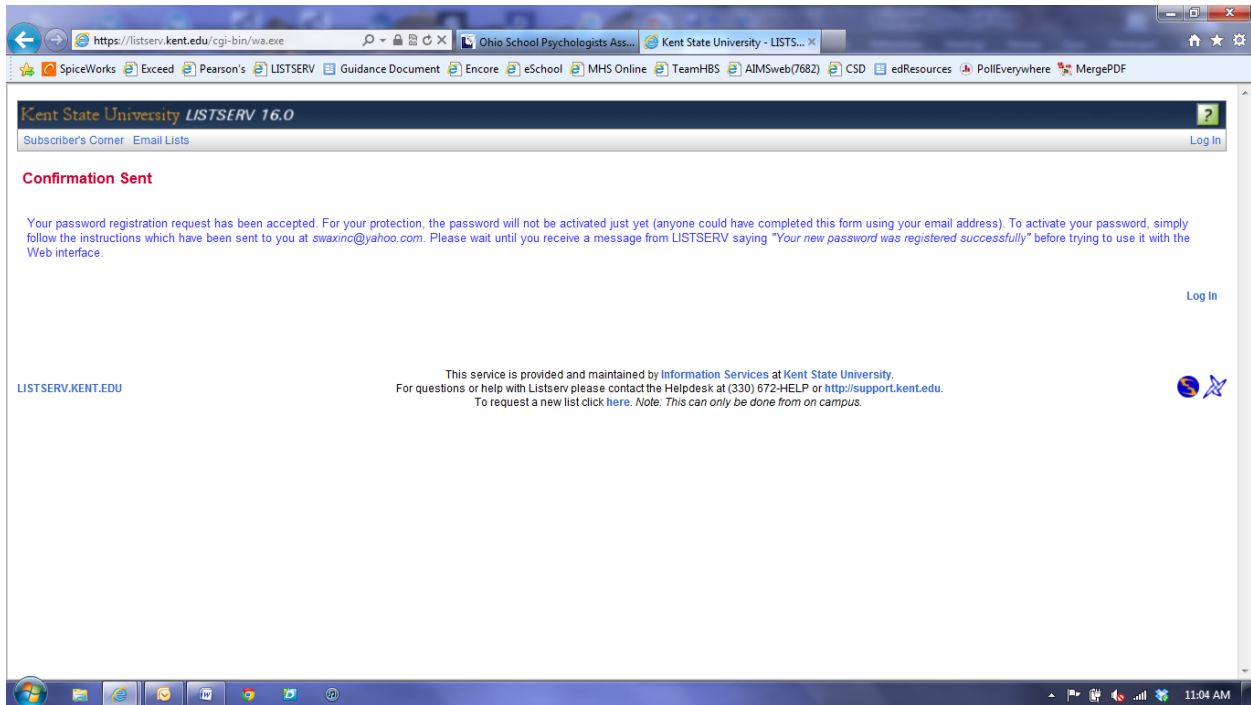 https://listserv.kent.edu/cgi-bin/wa.exe
Ohio School Psychologists Ass...
Kent State University - LISTS...
SpiceWorks Exceed Pearson's LISTSERV Guidance Document Encore eSchool MHS Online TeamHBS AIMSweb(7682) CSD edResources PollEverywhere MergePDF
Kent State University LISTSERV 16.0
?
Subscriber's Corner Email Lists Log In
Confirmation Sent
Your password registration request has been accepted. For your protection, the password will not be activated just yet (anyone could have completed this form using your email address). To activate your password, simply
follow the instructions which have been sent to you at swaxinc@yahoo.com. Please wait until you receive a message from LISTSERV saying "Your new password was registered successfully" before trying to use it with the
Web interface.
Log In
LISTSERV.KENT.EDU
This service is provided and maintained by Information Services at Kent State University.
For questions or help with Listserv please contact the Helpdesk at (330) 672-HELP or http://support.kent.edu.
To request a new list click here. Note: This can only be done from on campus.
11:04 AM